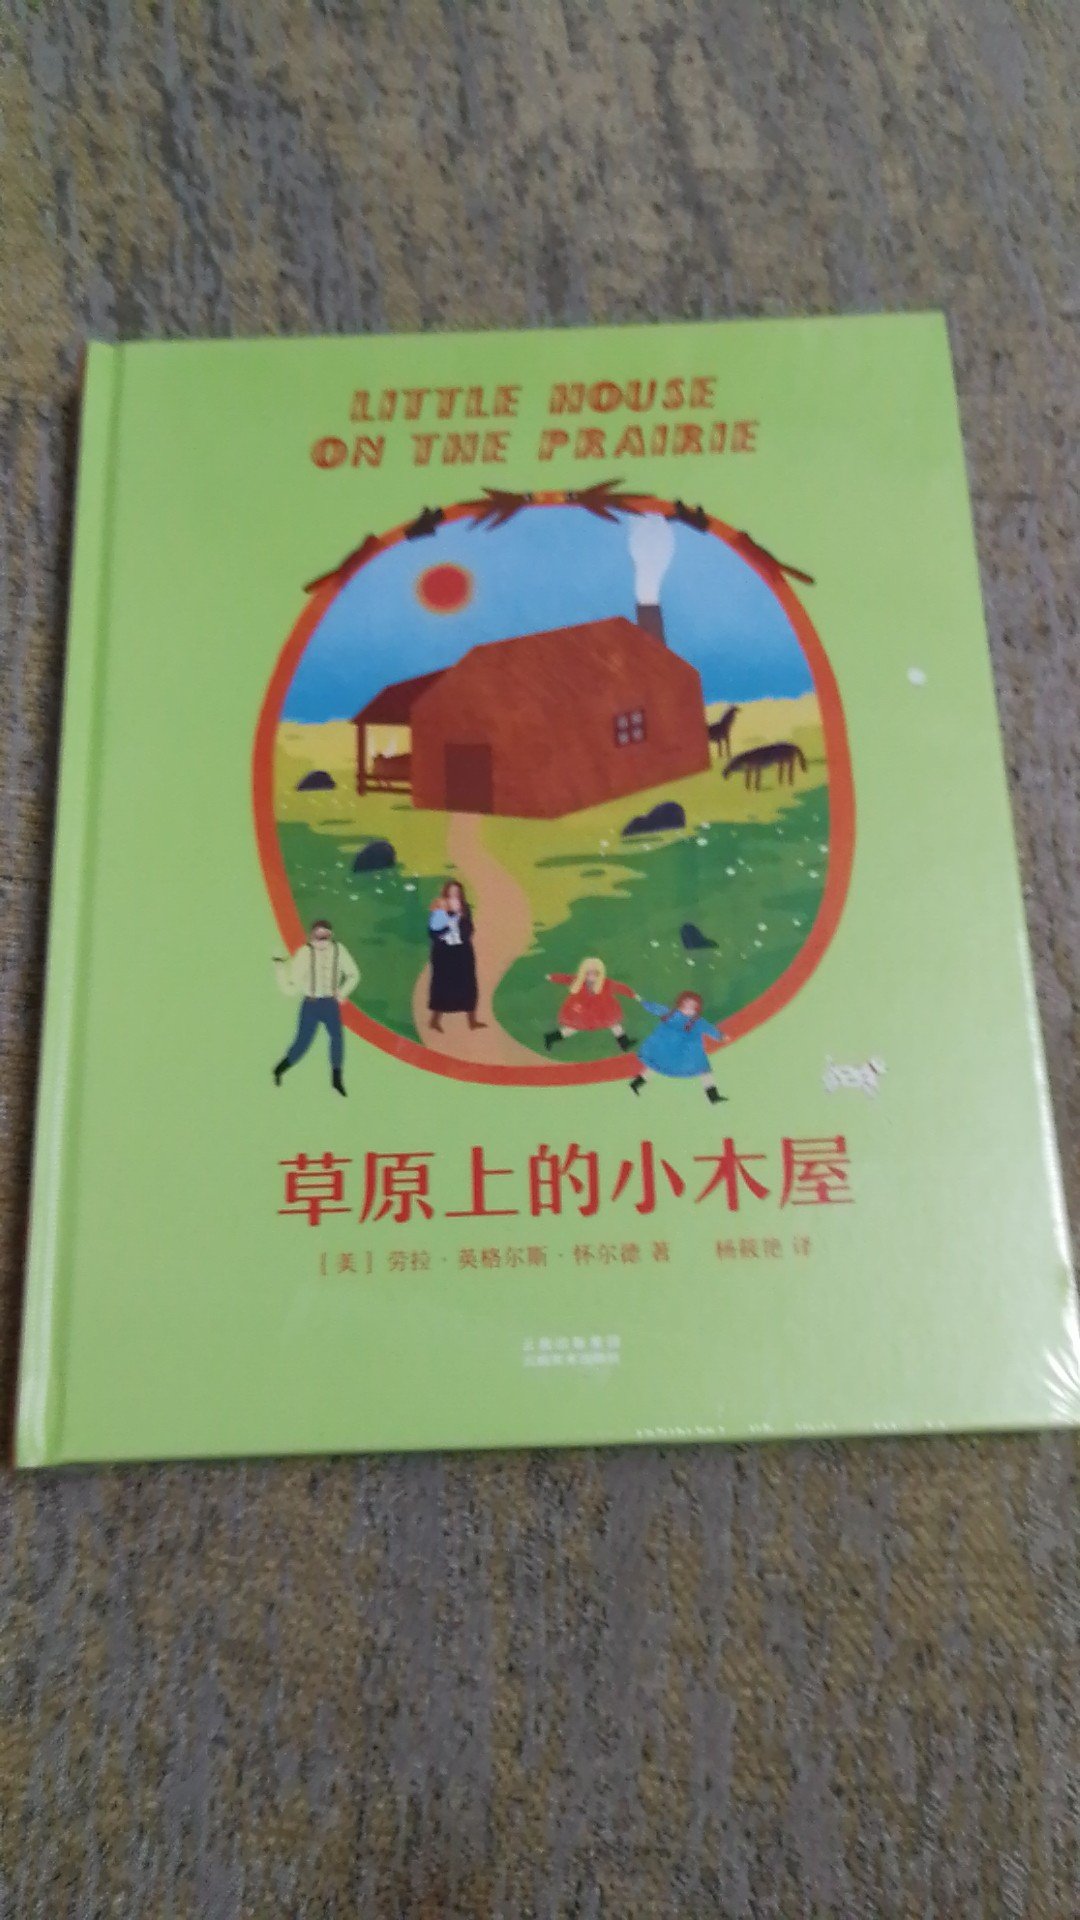 LITTLE HOUSE
ON THE PRAIRIE
草原上的小木屋
[美] 劳拉·英格尔斯·怀尔德 著 杨筱艳 译